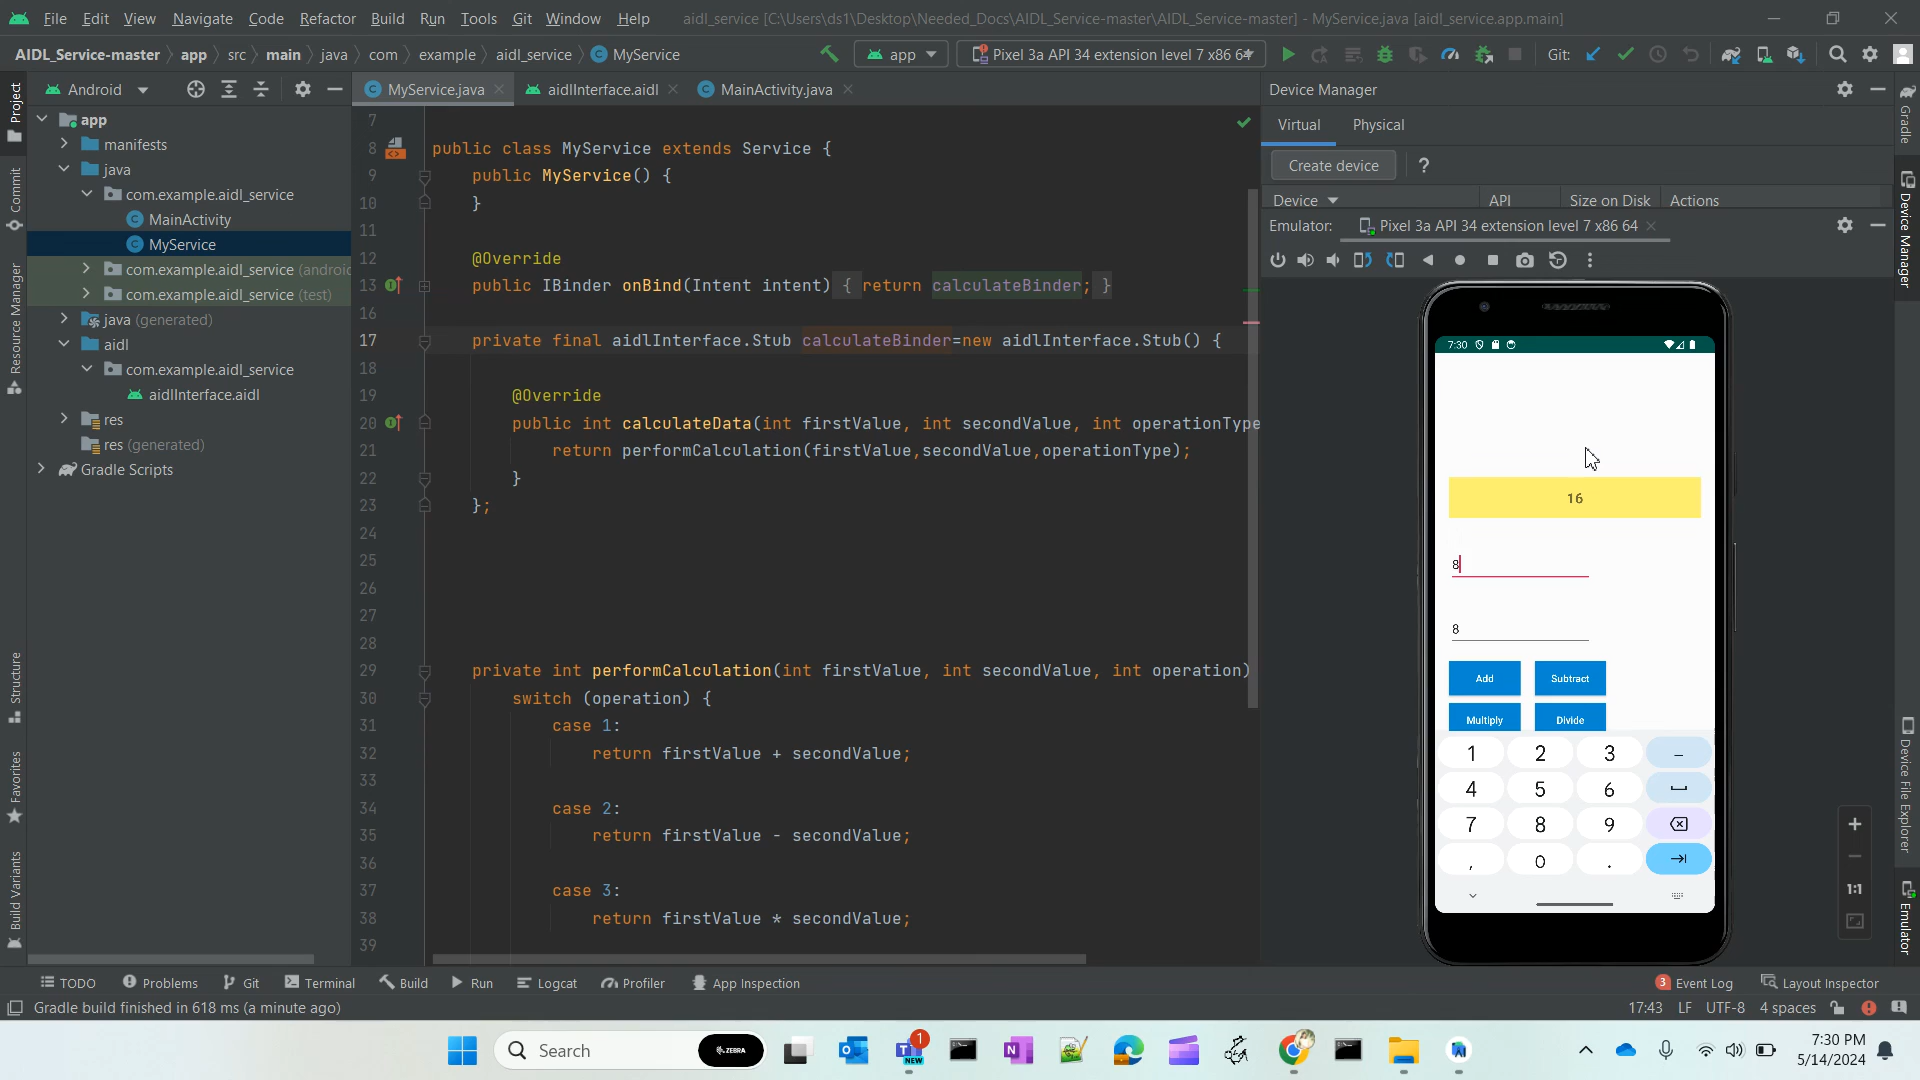 File Edit View Navigate Code Refactor Build Run Tools Git Window Help aidl_service [C:\Users\ds1\Desktop\Needed_Docs\AIDL_Service-master\AIDL_Service-master] - MyService.java [aidl_service.app.main]
AIDL_Service-master app src main java com example aidl_service MyService app Pixel 3a API 34 extension level 7 x86 64 Git:
Project
Commit
Resource Manager
Structure
Favorites
Build Variants
Android
app
manifests
java
com.example.aidl_service
MainActivity
MyService
com.example.aidl_service (androic
com.example.aidl_service (test)
java (generated)
aidl
com.example.aidl_service
aidlInterface.aidl
res
res (generated)
Gradle Scripts
MyService.java aidlInterface.aidl MainActivity.java
7
8 public class MyService extends Service {
9 public MyService() {
10 }
11
12 @Override
13 public IBinder onBind(Intent intent) { return calculateBinder; }
16
17 private final aidlInterface.Stub calculateBinder=new aidlInterface.Stub() {
18
19 @Override
20 public int calculateData(int firstValue, int secondValue, int operationType
21 return performCalculation(firstValue,secondValue,operationType);
22 }
23 };
24
25
26
27
28
29 private int performCalculation(int firstValue, int secondValue, int operation)
30 switch (operation) {
31 case 1:
32 return firstValue + secondValue;
33
34 case 2:
35 return firstValue - secondValue;
36
37 case 3:
38 return firstValue * secondValue;
39
Device Manager
Virtual Physical
Create device ?
Device API Size on Disk Actions
Emulator: Pixel 3a API 34 extension level 7 x86 64
7:30
16
8
8
Add Subtract
Multiply Divide
1 2 3 –
4 5 6
7 8 9
, 0 .
1:1
Gradle
Device Manager
Device File Explorer
Emulator
TODO Problems Git Terminal Build Run Logcat Profiler App Inspection 3 Event Log Layout Inspector
Gradle build finished in 618 ms (a minute ago) 17:43 LF UTF-8 4 spaces
Search ZEBRA 1 NEW 7:30 PM
5/14/2024